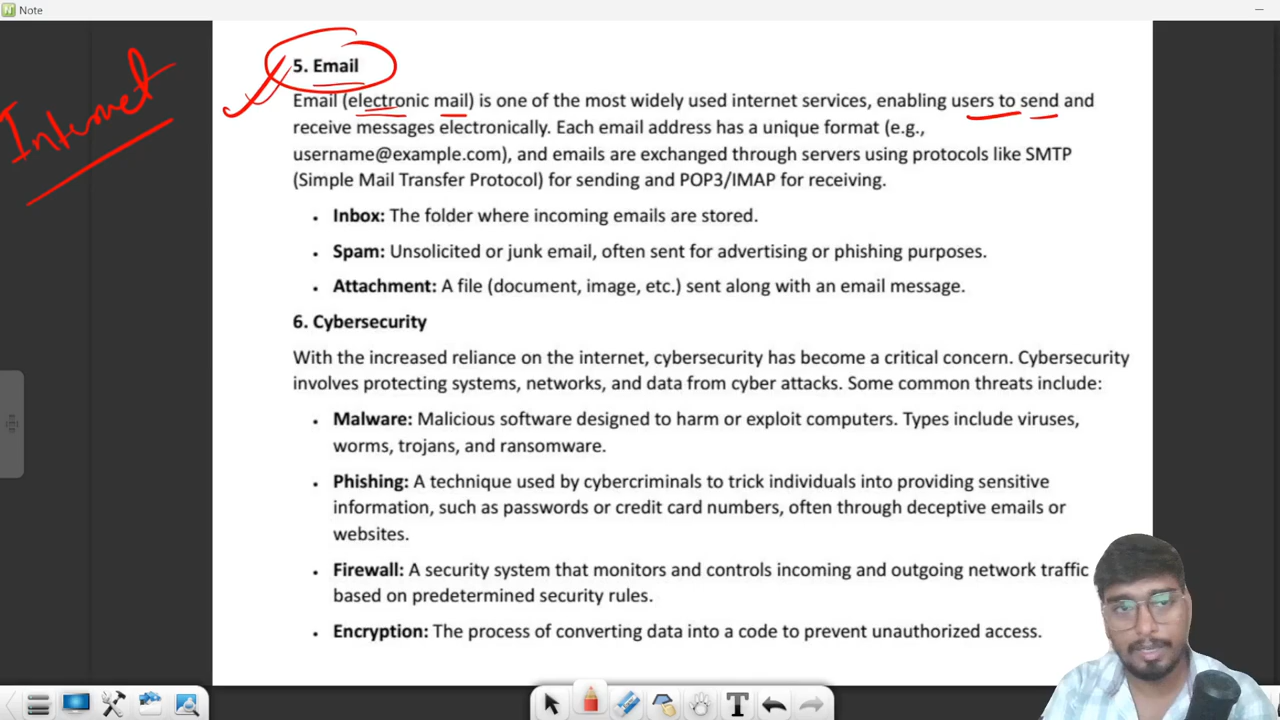 Note
Internet
5. Email
Email (electronic mail) is one of the most widely used internet services, enabling users to send and
receive messages electronically. Each email address has a unique format (e.g.,
username@example.com), and emails are exchanged through servers using protocols like SMTP
(Simple Mail Transfer Protocol) for sending and POP3/IMAP for receiving.
• Inbox: The folder where incoming emails are stored.
• Spam: Unsolicited or junk email, often sent for advertising or phishing purposes.
• Attachment: A file (document, image, etc.) sent along with an email message.
6. Cybersecurity
With the increased reliance on the internet, cybersecurity has become a critical concern. Cybersecurity
involves protecting systems, networks, and data from cyber attacks. Some common threats include:
• Malware: Malicious software designed to harm or exploit computers. Types include viruses,
worms, trojans, and ransomware.
• Phishing: A technique used by cybercriminals to trick individuals into providing sensitive
information, such as passwords or credit card numbers, often through deceptive emails or
websites.
• Firewall: A security system that monitors and controls incoming and outgoing network traffic
based on predetermined security rules.
• Encryption: The process of converting data into a code to prevent unauthorized access.
T